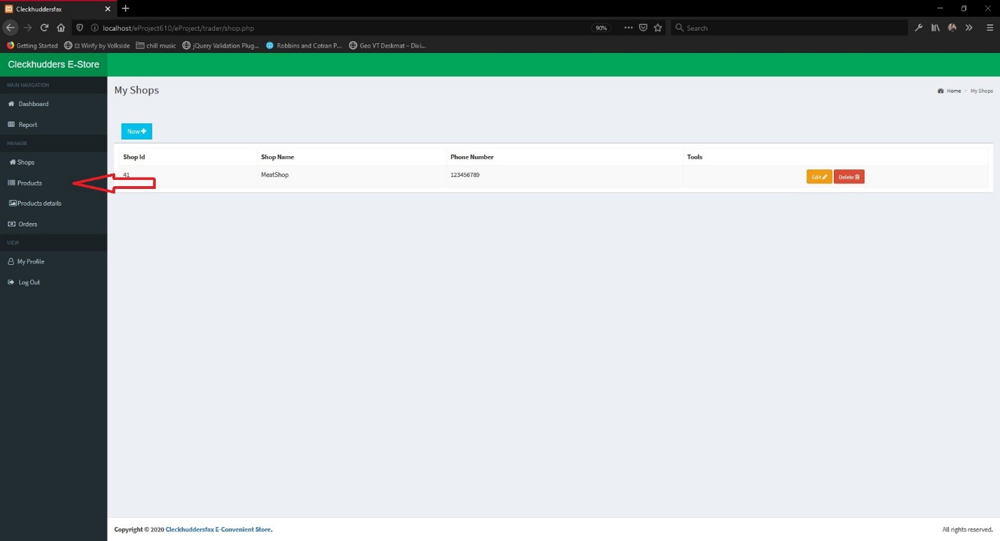 Cleckhuddersfax
localhost/eProject610/eProject/trader/shop.php
90%
Search
Getting Started
Wirify by Volkside
chill music
jQuery Validation Plug...
Robbins and Cotran P...
Geo VT Deskmat – Dixi...
Cleckhudders E-Store
MAIN NAVIGATION
Dashboard
Report
MANAGE
Shops
Products
Products details
Orders
VIEW
My Profile
Log Out
My Shops
Home > My Shops
New
Shop Id Shop Name Phone Number Tools
41 MeatShop 123456789 Edit Delete
Copyright © 2020 Cleckhuddersfax E-Convenient Store.
All rights reserved.